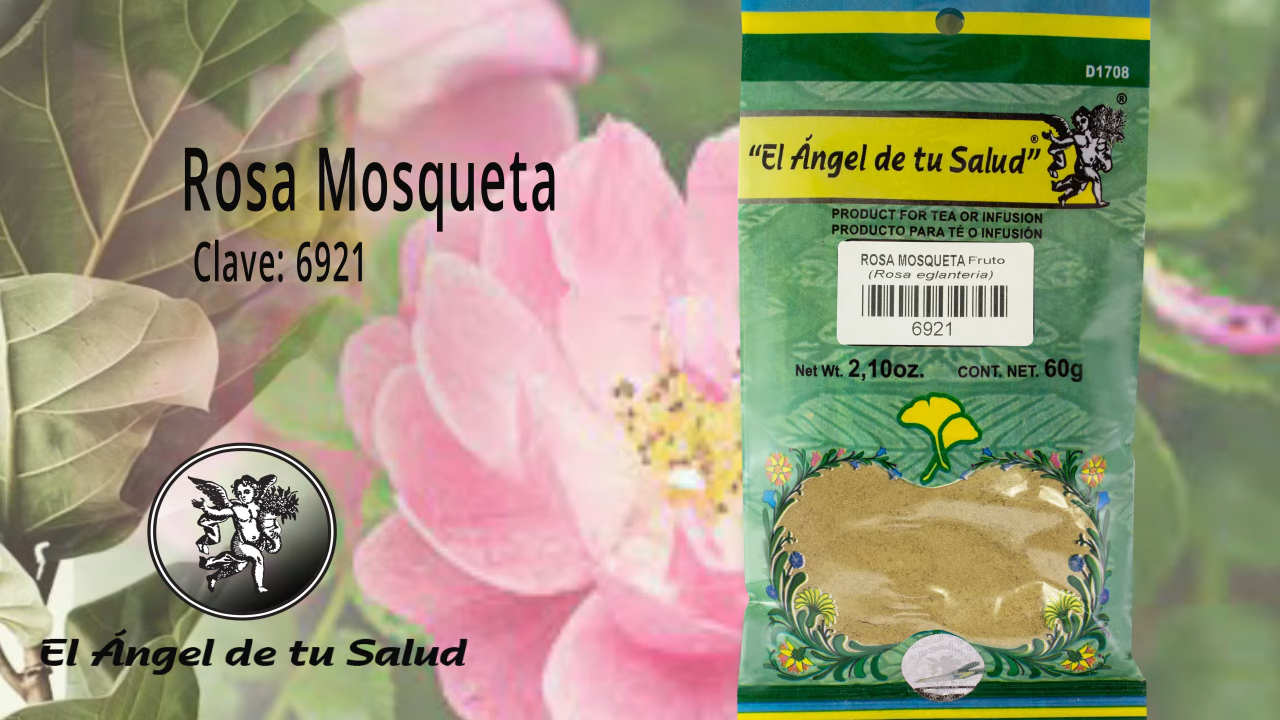 Rosa Mosqueta
Clave: 6921
El Ángel de tu Salud
D1708
®
"El Ángel de tu Salud"®
PRODUCT FOR TEA OR INFUSION
PRODUCTO PARA TÉ O INFUSIÓN
ROSA MOSQUETA Fruto
(Rosa eglanteria)
6921
Net Wt. 2,10oz. CONT. NET. 60g